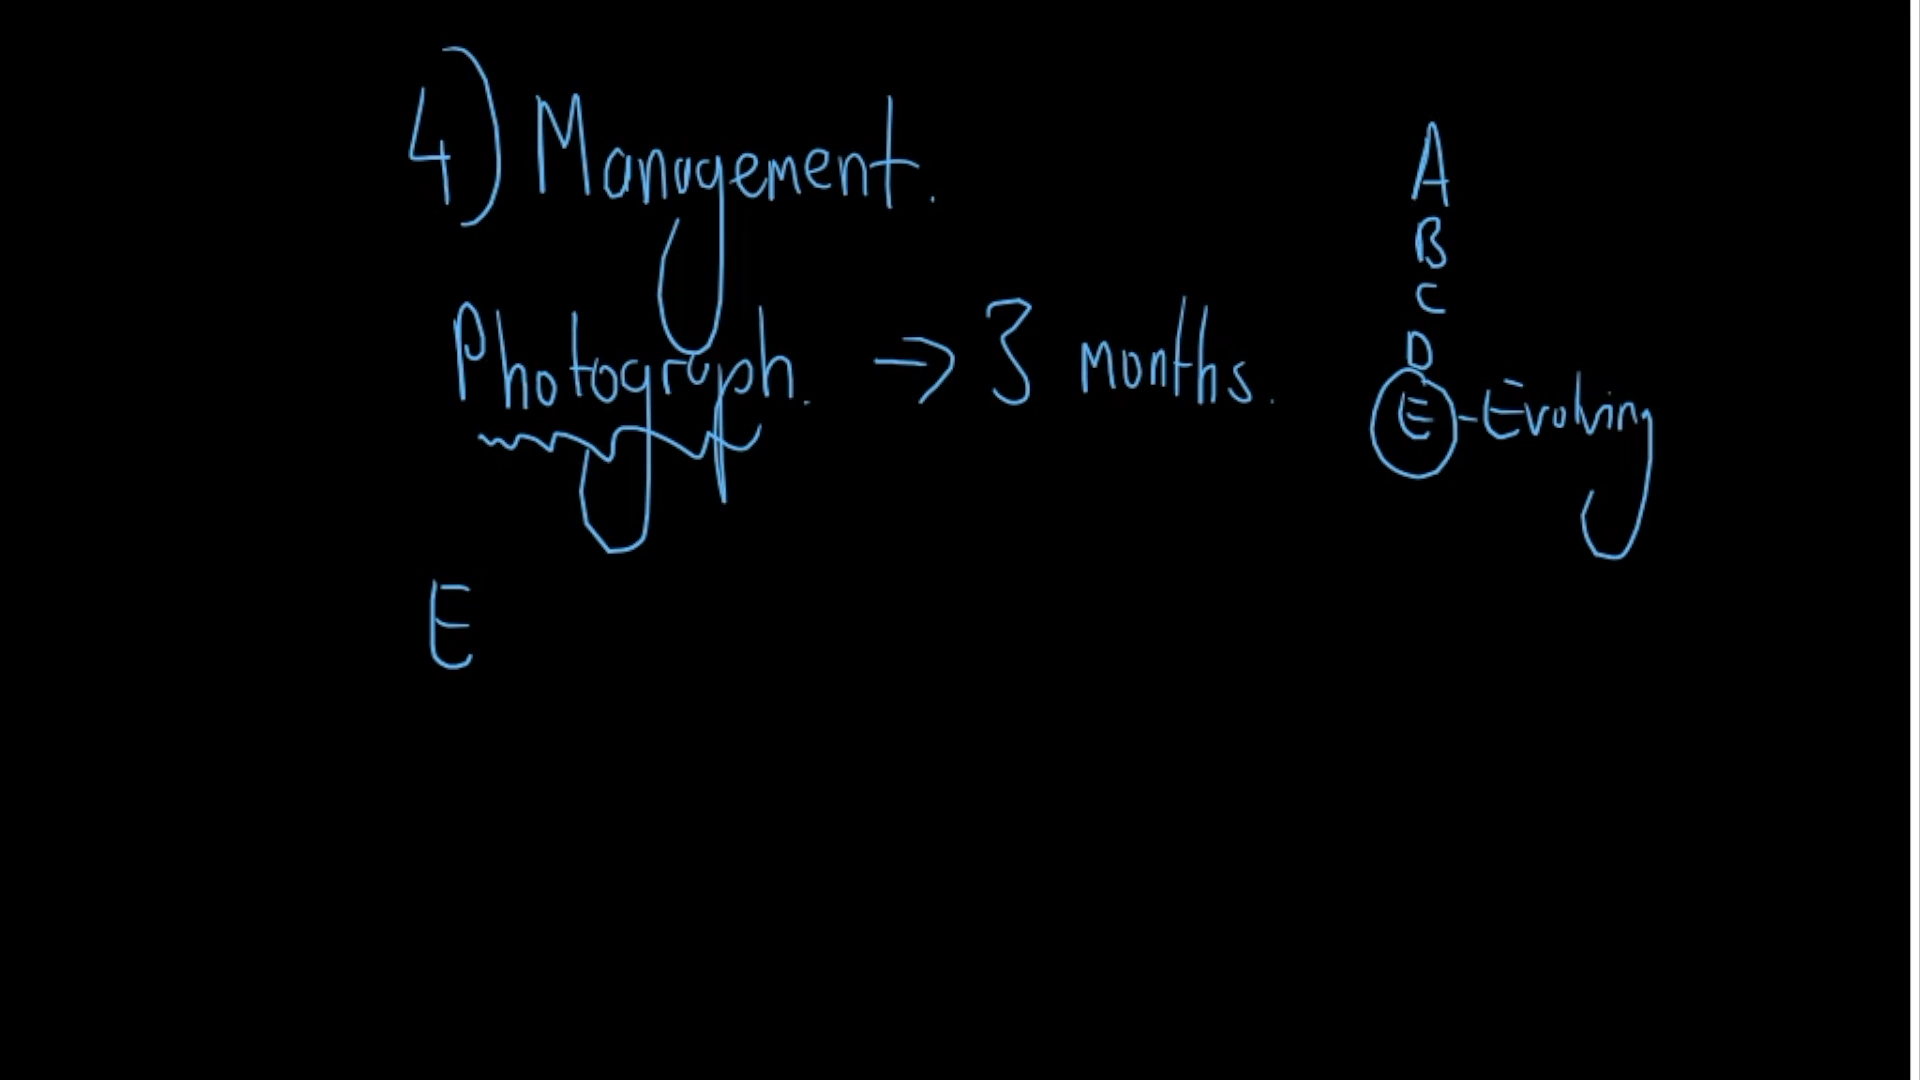 4) Management.
Photograph. → 3 months.
E
A
B
C
D
E - Evolving